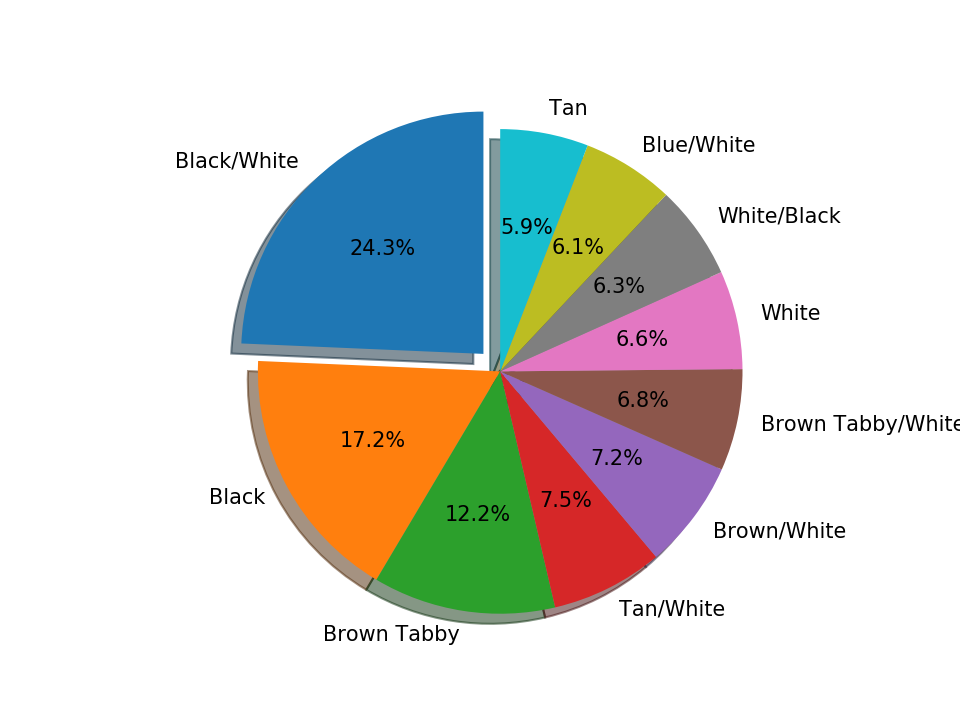 Tan
Blue/White
Black/White
White/Black
5.9%
6.1%
24.3%
6.3%
White
6.6%
6.8%
Brown Tabby/White
17.2%
7.2%
Black
7.5%
12.2%
Brown/White
Tan/White
Brown Tabby